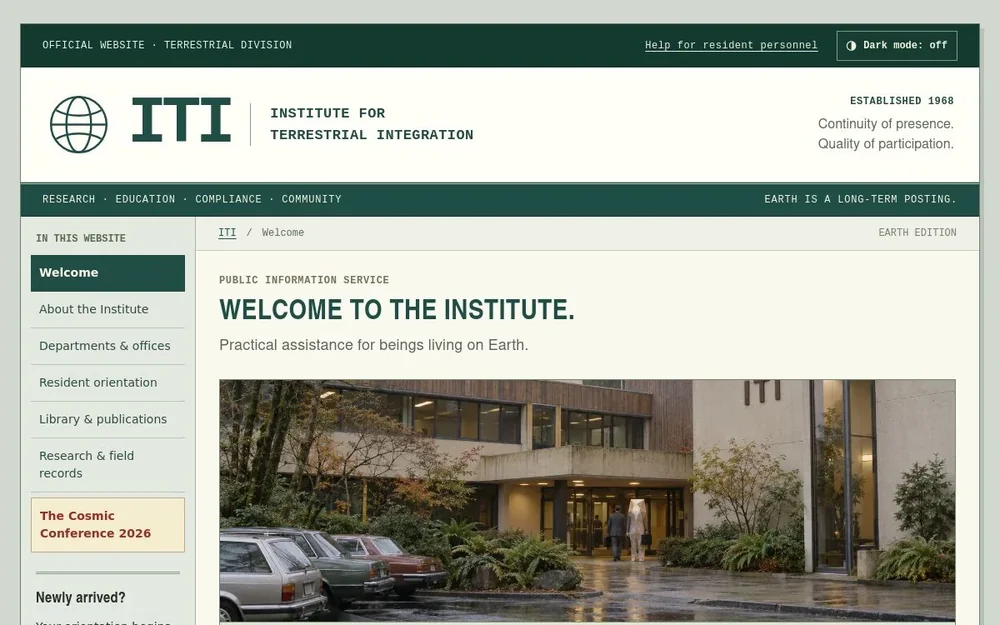 OFFICIAL WEBSITE · TERRESTRIAL DIVISION
Help for resident personnel
Dark mode: off
ITI
INSTITUTE FOR
TERRESTRIAL INTEGRATION
ESTABLISHED 1968
Continuity of presence.
Quality of participation.
RESEARCH · EDUCATION · COMPLIANCE · COMMUNITY
EARTH IS A LONG-TERM POSTING.
IN THIS WEBSITE
Welcome
About the Institute
Departments & offices
Resident orientation
Library & publications
Research & field
records
The Cosmic
Conference 2026
Newly arrived?
Your orientation begins
ITI / Welcome
EARTH EDITION
PUBLIC INFORMATION SERVICE
WELCOME TO THE INSTITUTE.
Practical assistance for beings living on Earth.
ITI